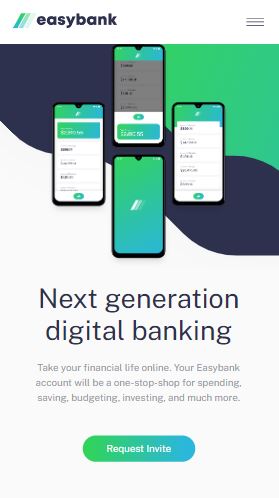 easybank
Next generation
digital banking
Take your financial life online. Your Easybank
account will be a one-stop-shop for spending,
saving, budgeting, investing, and much more.
Request Invite